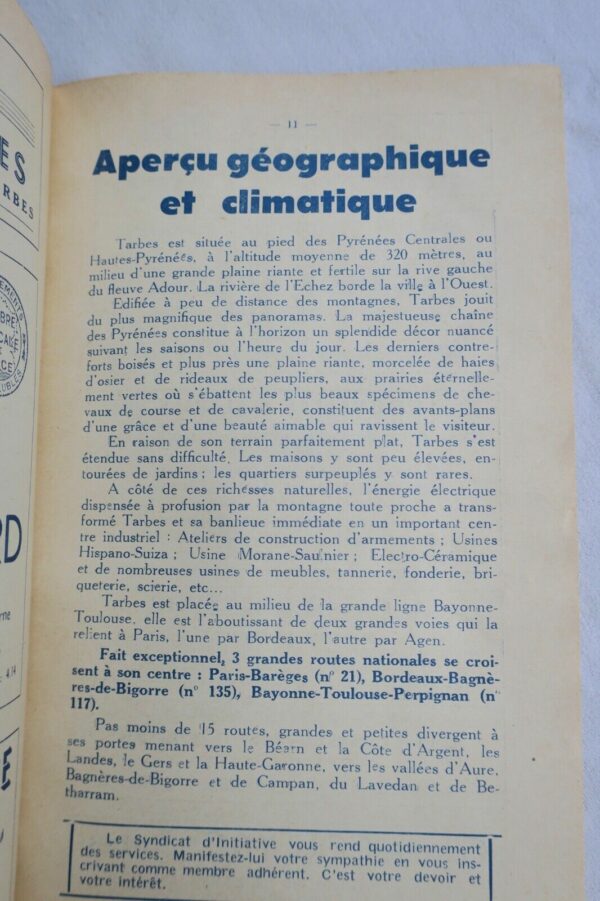 — 11 —
Aperçu géographique
et climatique
Tarbes est située au pied des Pyrénées Centrales ou
Hautes-Pyrénées, à l'altitude moyenne de 320 mètres, au
milieu d'une grande plaine riante et fertile sur la rive gauche
du fleuve Adour. La rivière de l'Echez borde la ville à l'Ouest.
Edifiée à peu de distance des montagnes, Tarbes jouit
du plus magnifique des panoramas. La majestueuse chaîne
des Pyrénées constitue à l'horizon un splendide décor nuancé
suivant les saisons ou l'heure du jour. Les derniers contre-
forts boisés et plus près une plaine riante, morcelée de haies
d'osier et de rideaux de peupliers, aux prairies éternelle-
ment vertes où s'ébattent les plus beaux spécimens de che-
vaux de course et de cavalerie, constituent des avants-plans
d'une grâce et d'une beauté aimable qui ravissent le visiteur.
En raison de son terrain parfaitement plat, Tarbes s'est
étendue sans difficulté. Les maisons y sont peu élevées, en-
tourées de jardins ; les quartiers surpeuplés y sont rares.
A côté de ces richesses naturelles, l'énergie électrique
dispensée à profusion par la montagne toute proche a trans-
formé Tarbes et sa banlieue immédiate en un important cen-
tre industriel : Ateliers de construction d'armements ; Usines
Hispano-Suiza ; Usine Morane-Saulnier ; Electro-Céramique
et de nombreuses usines de meubles, tannerie, fonderie, bri-
queterie, scierie, etc...
Tarbes est placée au milieu de la grande ligne Bayonne-
Toulouse, elle est l'aboutissant de deux grandes voies qui la
relient à Paris, l'une par Bordeaux, l'autre par Agen.
Fait exceptionnel, 3 grandes routes nationales se croi-
sent à son centre : Paris-Barèges (n° 21), Bordeaux-Bagnè-
res-de-Bigorre (n° 135), Bayonne-Toulouse-Perpignan (n°
117).
Pas moins de 15 routes, grandes et petites divergent à
ses portes menant vers le Béarn et la Côte d'Argent, les
Landes, le Gers et la Haute-Garonne, vers les vallées d'Aure,
Bagnères-de-Bigorre et de Campan, du Lavedan et de Be-
tharram.
Le Syndicat d'Initiative vous rend quotidiennement
des services. Manifestez-lui votre sympathie en vous ins-
crivant comme membre adhérent. C'est votre devoir et
votre intérêt.